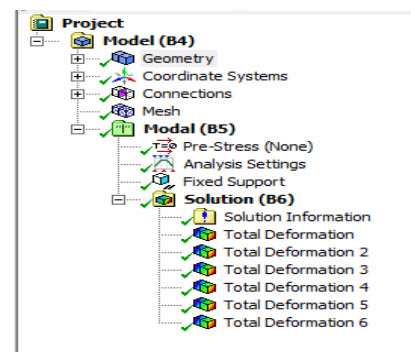 Project
Model (B4)
Geometry
Coordinate Systems
Connections
Mesh
Modal (B5)
T=0 Pre-Stress (None)
Analysis Settings
Fixed Support
Solution (B6)
Solution Information
Total Deformation
Total Deformation 2
Total Deformation 3
Total Deformation 4
Total Deformation 5
Total Deformation 6